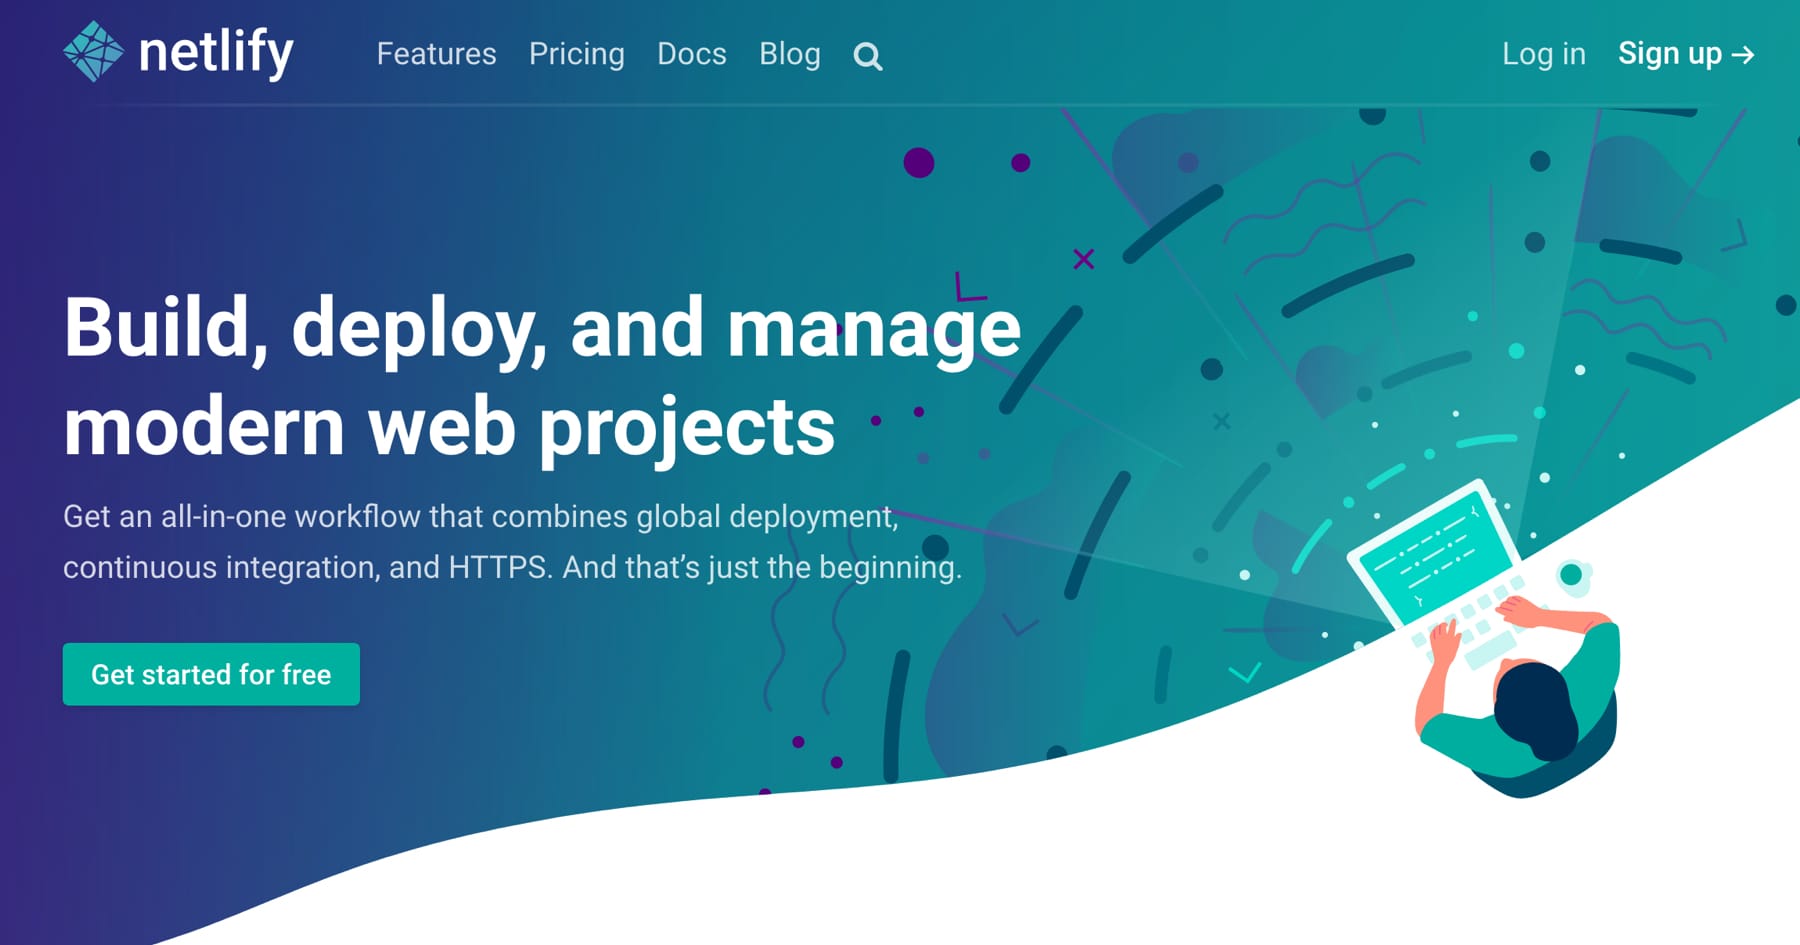 netlify
Features
Pricing
Docs
Blog
Log in
Sign up →
Build, deploy, and manage
modern web projects
Get an all-in-one workflow that combines global deployment,
continuous integration, and HTTPS. And that’s just the beginning.
Get started for free